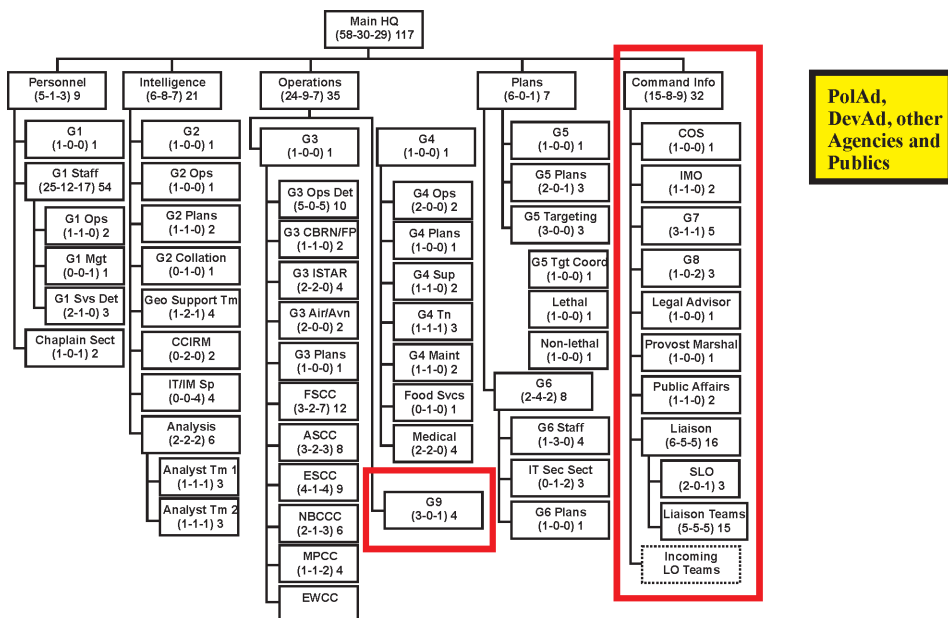 Main HQ
(58-30-29) 117
Personnel
(5-1-3) 9
Intelligence
(6-8-7) 21
Operations
(24-9-7) 35
Plans
(6-0-1) 7
Command Info
(15-8-9) 32
G1
(1-0-0) 1
G1 Staff
(25-12-17) 54
G1 Ops
(1-1-0) 2
G1 Mgt
(0-0-1) 1
G1 Svs Det
(2-1-0) 3
Chaplain Sect
(1-0-1) 2
G2
(1-0-0) 1
G2 Ops
(1-0-0) 1
G2 Plans
(1-1-0) 2
G2 Collation
(0-1-0) 1
Geo Support Tm
(1-2-1) 4
CCIRM
(0-2-0) 2
IT/IM Sp
(0-0-4) 4
Analysis
(2-2-2) 6
Analyst Tm 1
(1-1-1) 3
Analyst Tm 2
(1-1-1) 3
G3
(1-0-0) 1
G3 Ops Det
(5-0-5) 10
G3 CBRN/FP
(1-1-0) 2
G3 ISTAR
(2-2-0) 4
G3 Air/Avn
(2-0-0) 2
G3 Plans
(1-0-0) 1
FSCC
(3-2-7) 12
ASCC
(3-2-3) 8
ESCC
(4-1-4) 9
NBCCC
(2-1-3) 6
MPCC
(1-1-2) 4
EWCC
G4
(1-0-0) 1
G4 Ops
(2-0-0) 2
G4 Plans
(1-0-0) 1
G4 Sup
(1-1-0) 2
G4 Tn
(1-1-1) 3
G4 Maint
(1-1-0) 2
Food Svcs
(0-1-0) 1
Medical
(2-2-0) 4
G9
(3-0-1) 4
G5
(1-0-0) 1
G5 Plans
(2-0-1) 3
G5 Targeting
(3-0-0) 3
G5 Tgt Coord
(1-0-0) 1
Lethal
(1-0-0) 1
Non-lethal
(1-0-0) 1
G6
(2-4-2) 8
G6 Staff
(1-3-0) 4
IT Sec Sect
(0-1-2) 3
G6 Plans
(1-0-0) 1
COS
(1-0-0) 1
IMO
(1-1-0) 2
G7
(3-1-1) 5
G8
(1-0-2) 3
Legal Advisor
(1-0-0) 1
Provost Marshal
(1-0-0) 1
Public Affairs
(1-1-0) 2
Liaison
(6-5-5) 16
SLO
(2-0-1) 3
Liaison Teams
(5-5-5) 15
Incoming
LO Teams
PolAd,
DevAd, other
Agencies and
Publics